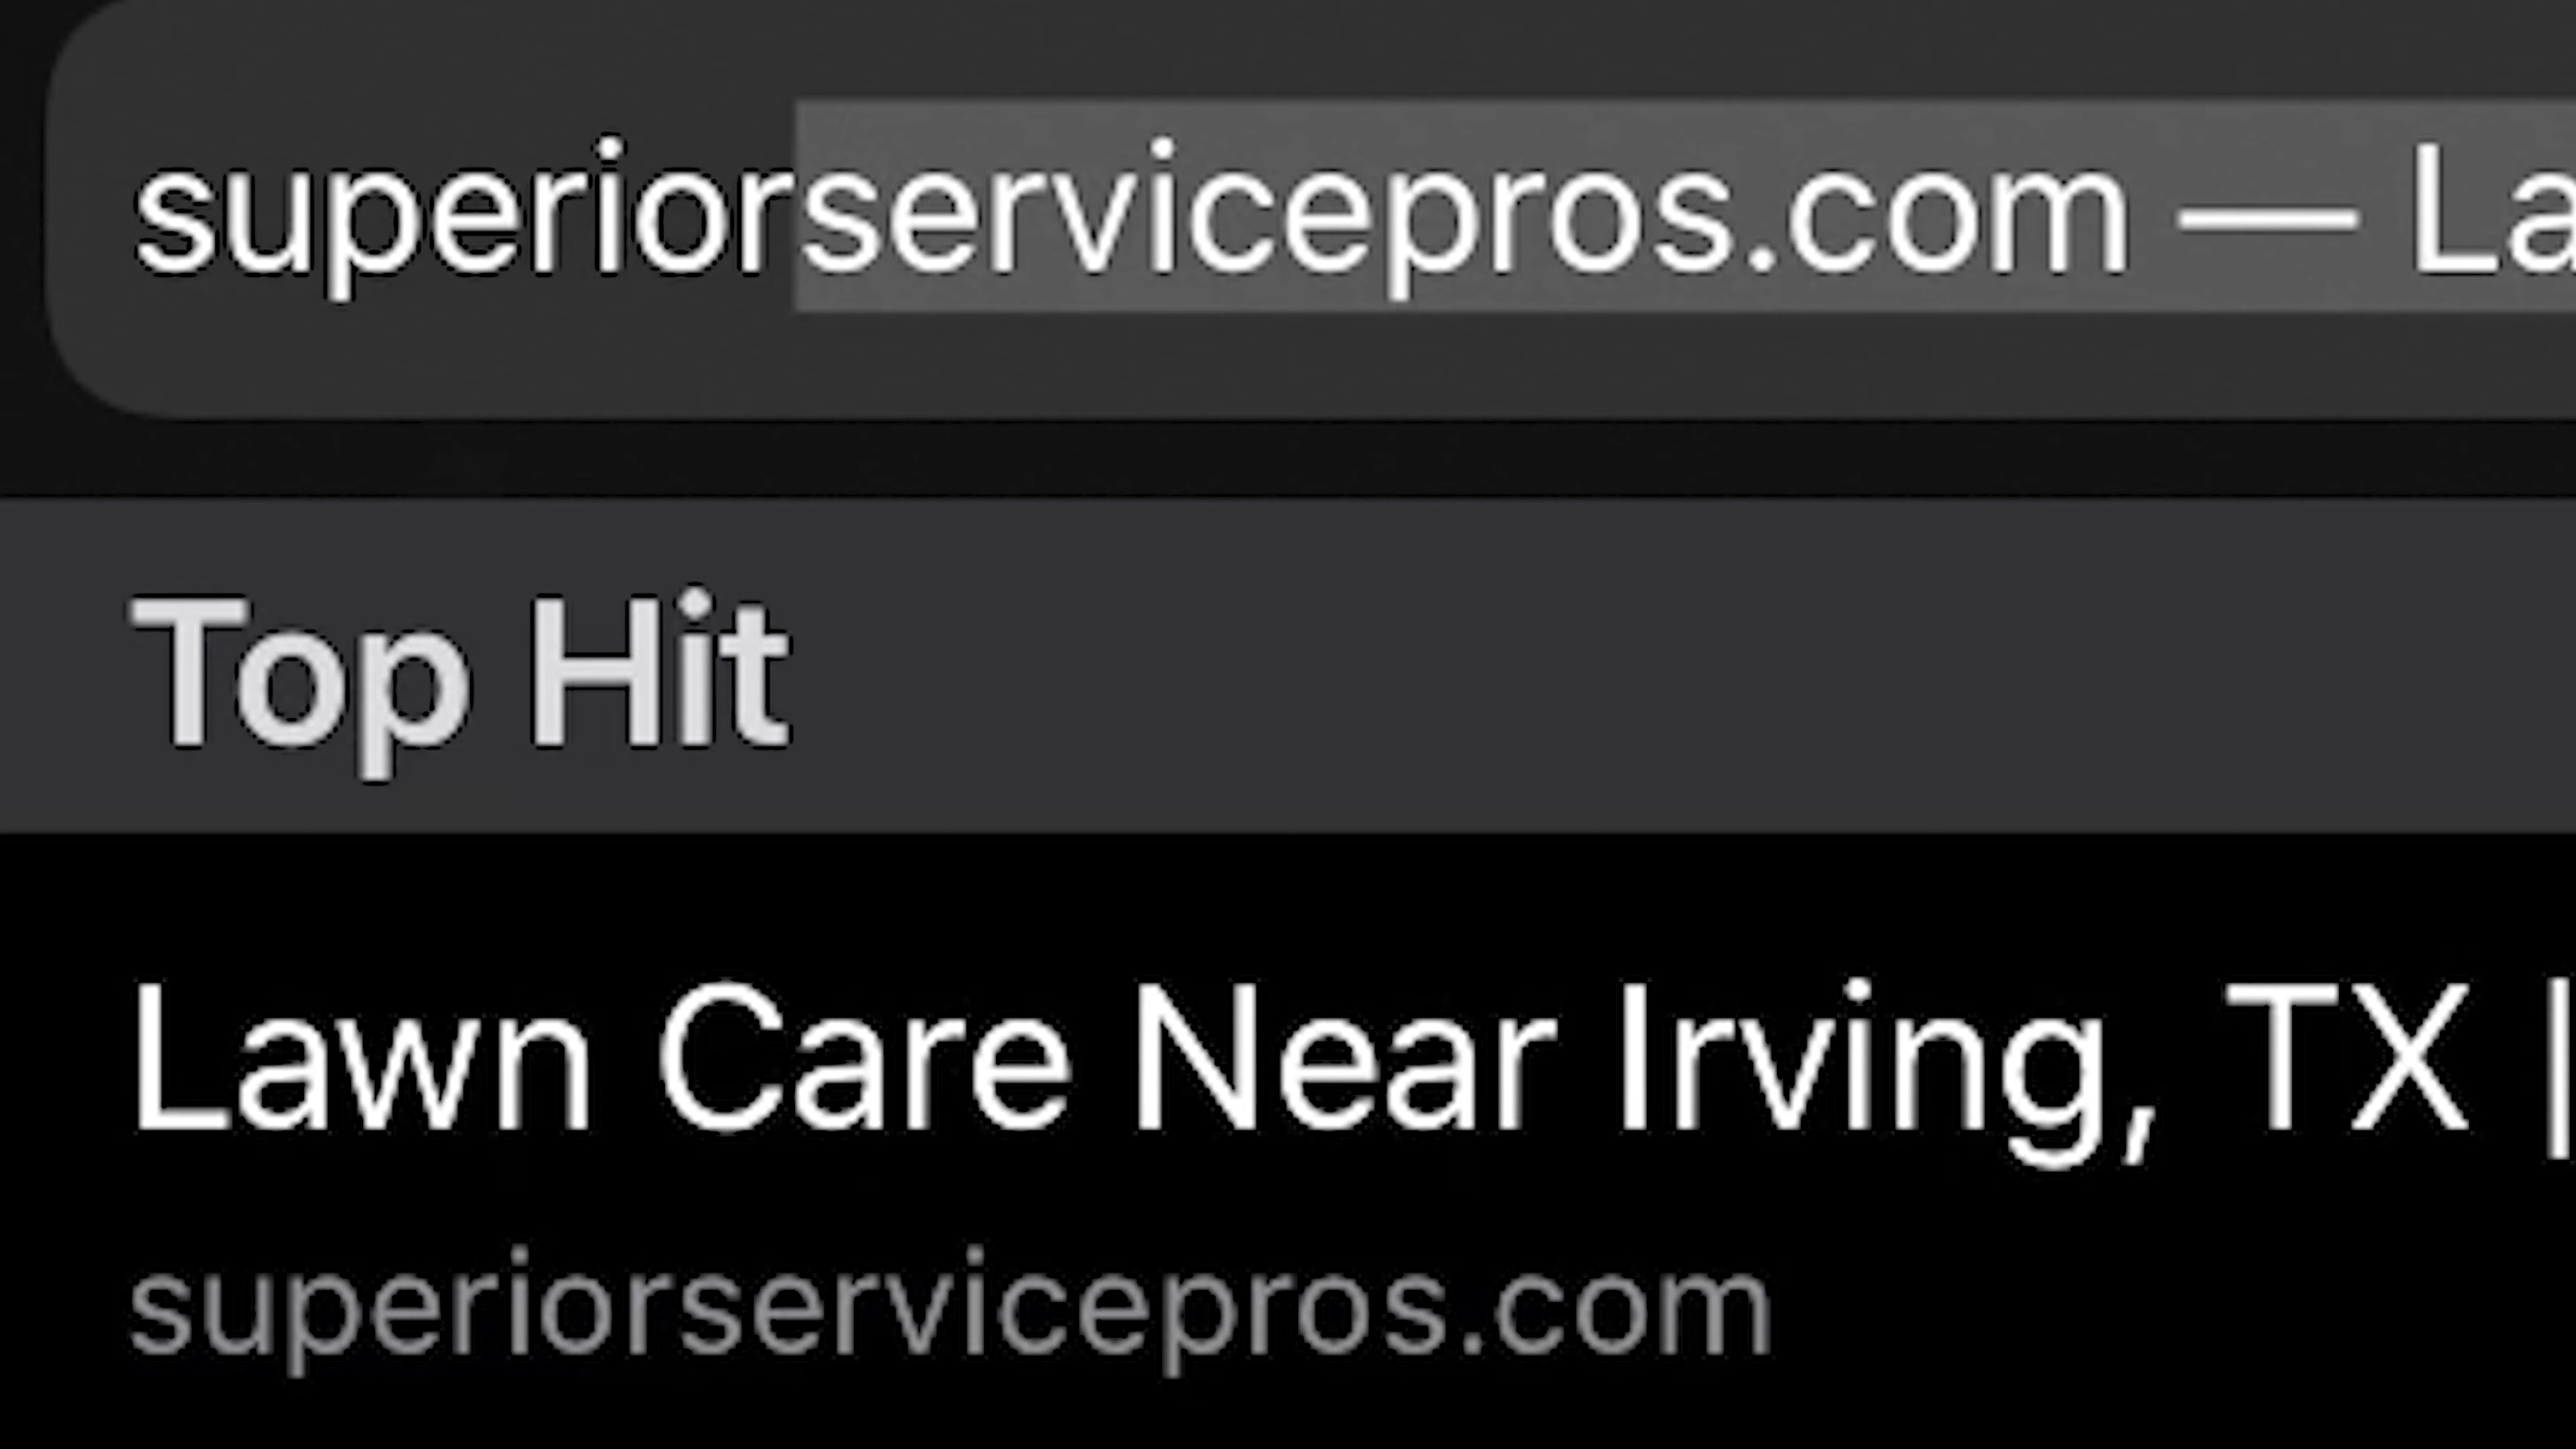 superiorservicepros.com — La
Top Hit
Lawn Care Near Irving, TX |
superiorservicepros.com